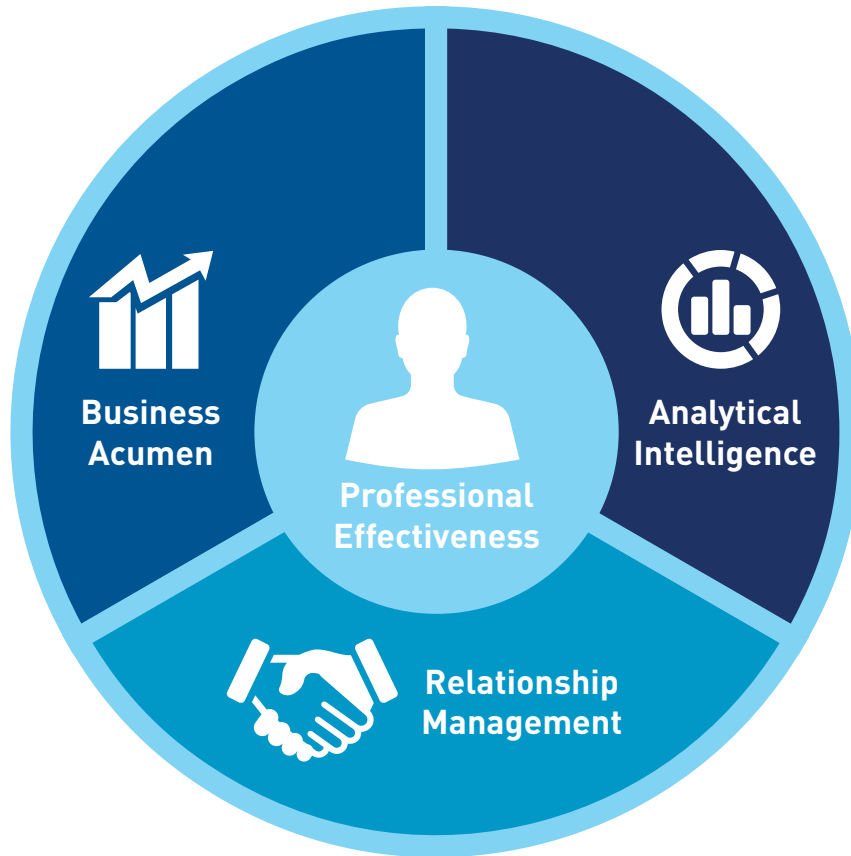 Business
Acumen
Analytical
Intelligence
Professional
Effectiveness
Relationship
Management